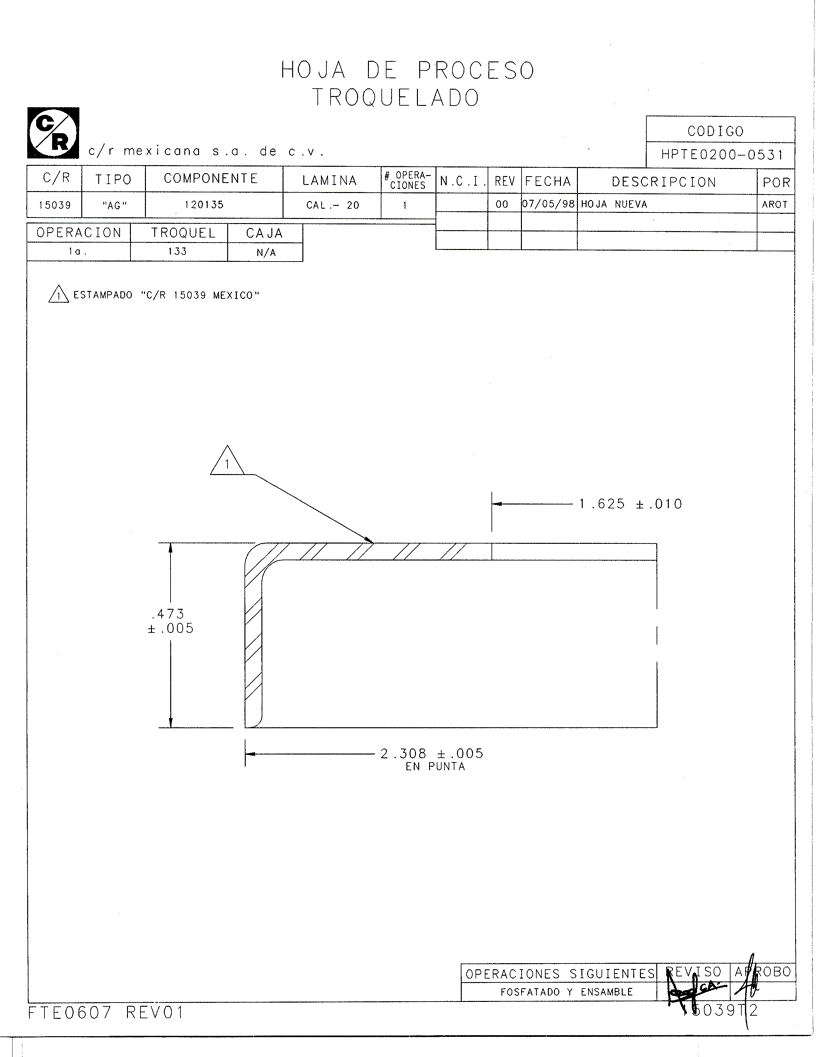 HOJA DE PROCESO
TROQUELADO
C/R
c/r mexicana s.a. de c.v.
CODIGO
HPTE0200-0531
C/R TIPO COMPONENTE LAMINA # OPERA-CIONES N.C.I. REV FECHA DESCRIPCION POR
15039 "AG" 120135 CAL.- 20 1 00 07/05/98 HOJA NUEVA AROT
OPERACION TROQUEL CAJA
1a. 133 N/A
1 ESTAMPADO "C/R 15039 MEXICO"
1
1.625 ±.010
.473
±.005
2.308 ±.005
EN PUNTA
OPERACIONES SIGUIENTES REVISO APROBO
FOSFATADO Y ENSAMBLE
FTE0607 REV01
5039T2